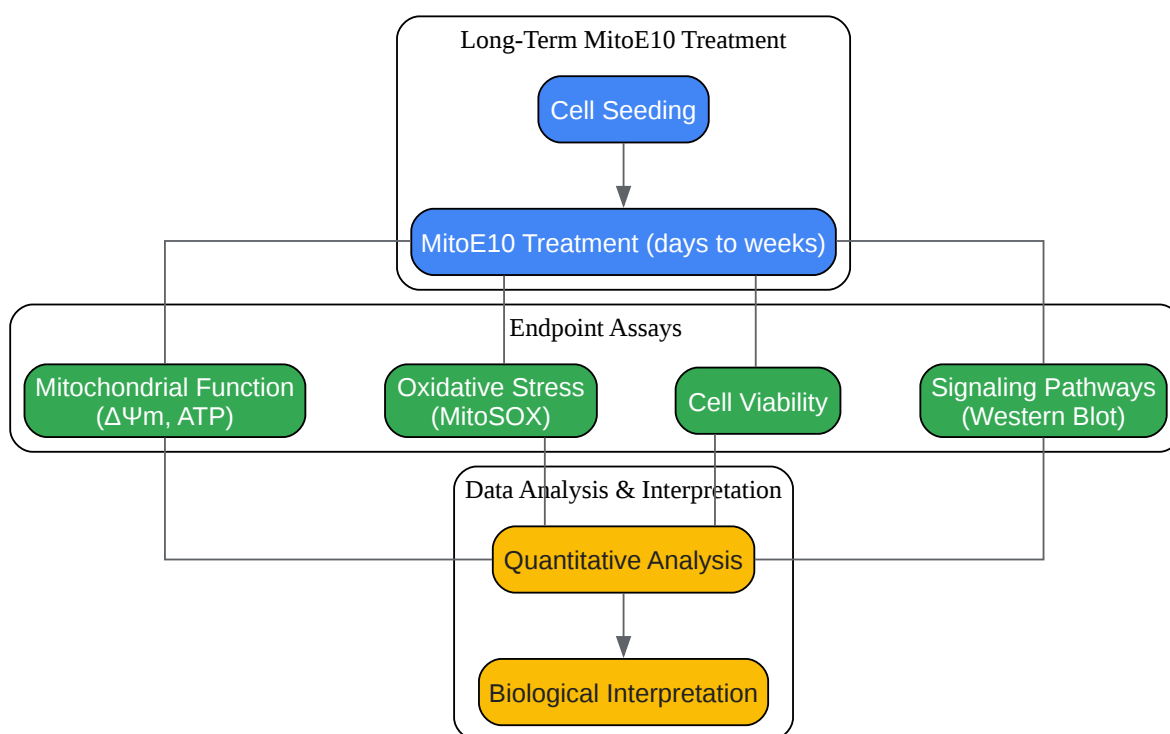 Long-Term MitoE10 Treatment
Cell Seeding
MitoE10 Treatment (days to weeks)
Endpoint Assays
Mitochondrial Function
(ΔΨm, ATP)
Oxidative Stress
(MitoSOX)
Cell Viability
Signaling Pathways
(Western Blot)
Data Analysis & Interpretation
Quantitative Analysis
Biological Interpretation